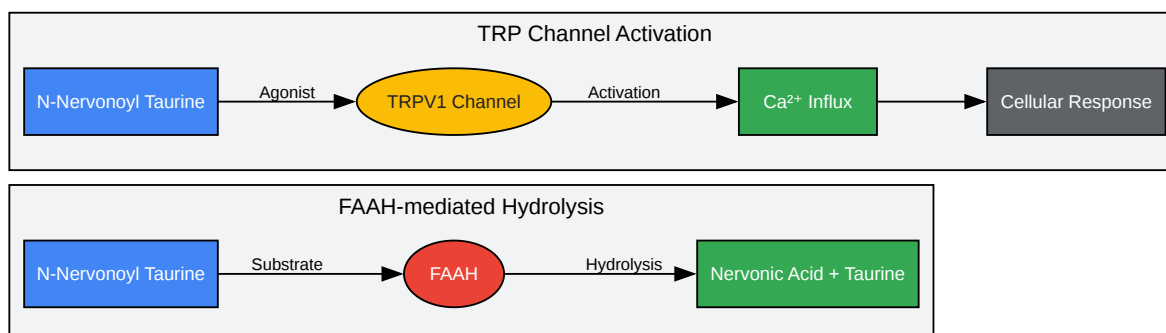 TRP Channel Activation
N-Nervonoyl Taurine
Agonist
TRPV1 Channel
Activation
Ca²⁺ Influx
Cellular Response
FAAH-mediated Hydrolysis
N-Nervonoyl Taurine
Substrate
FAAH
Hydrolysis
Nervonic Acid + Taurine